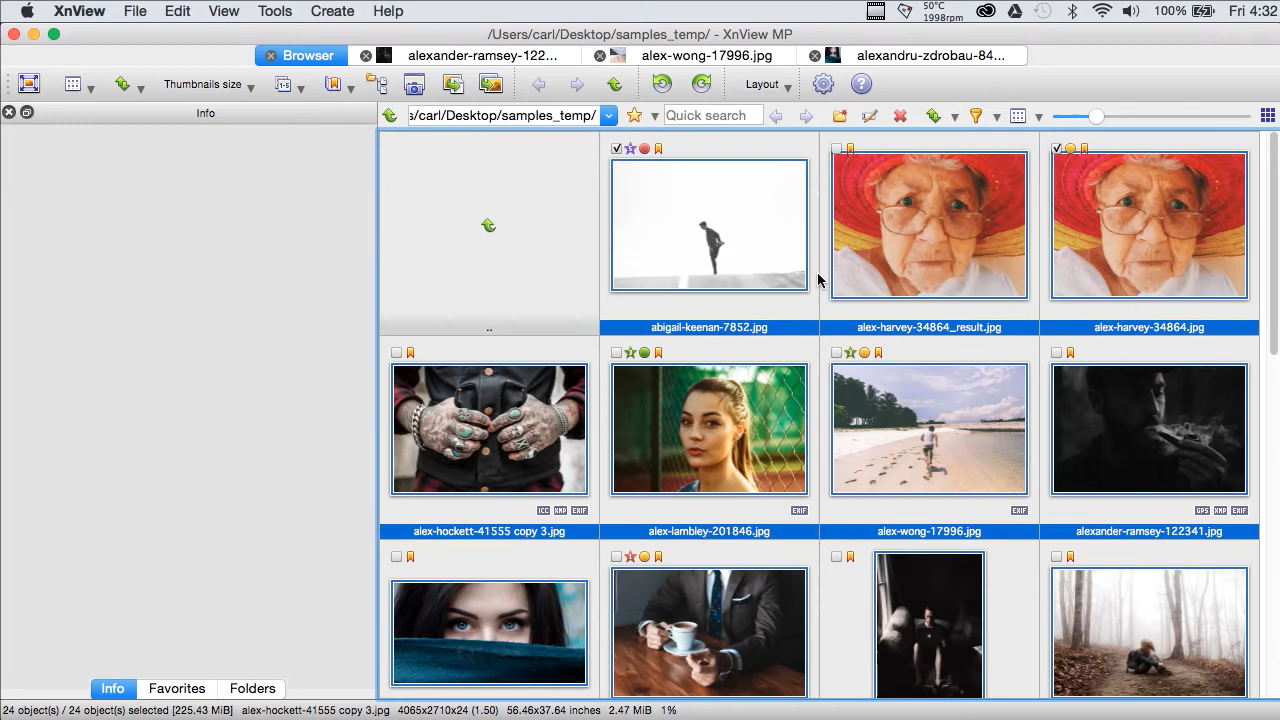 XnView File Edit View Tools Create Help 50°C 1998rpm 100% Fri 4:32
/Users/carl/Desktop/samples_temp/ - XnView MP
Browser alexander-ramsey-122... alex-wong-17996.jpg alexandru-zdrobau-84...
Thumbnails size Layout
Info :/carl/Desktop/samples_temp/ Quick search
..
abigail-keenan-7852.jpg
alex-harvey-34864_result.jpg
alex-harvey-34864.jpg
ICC XMP EXIF
alex-hockett-41555 copy 3.jpg
EXIF
alex-lambley-201846.jpg
EXIF
alex-wong-17996.jpg
GPS XMP EXIF
alexander-ramsey-122341.jpg
Info Favorites Folders
24 object(s) / 24 object(s) selected [225.43 MiB] alex-hockett-41555 copy 3.jpg 4065x2710x24 (1.50) 56.46x37.64 inches 2.47 MiB 1%